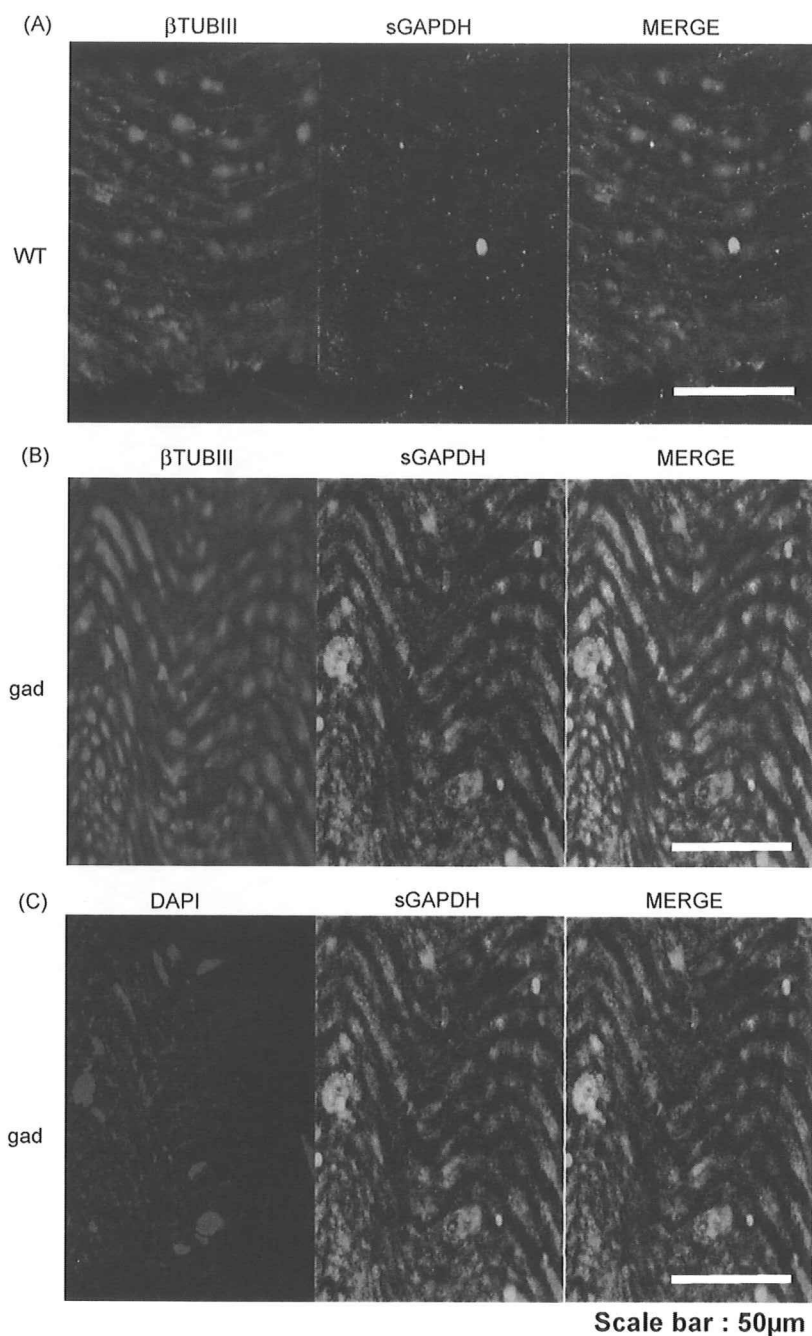 (A)
βTUBIII sGAPDH MERGE
WT
(B)
βTUBIII sGAPDH MERGE
gad
(C)
DAPI sGAPDH MERGE
gad
Scale bar : 50μm